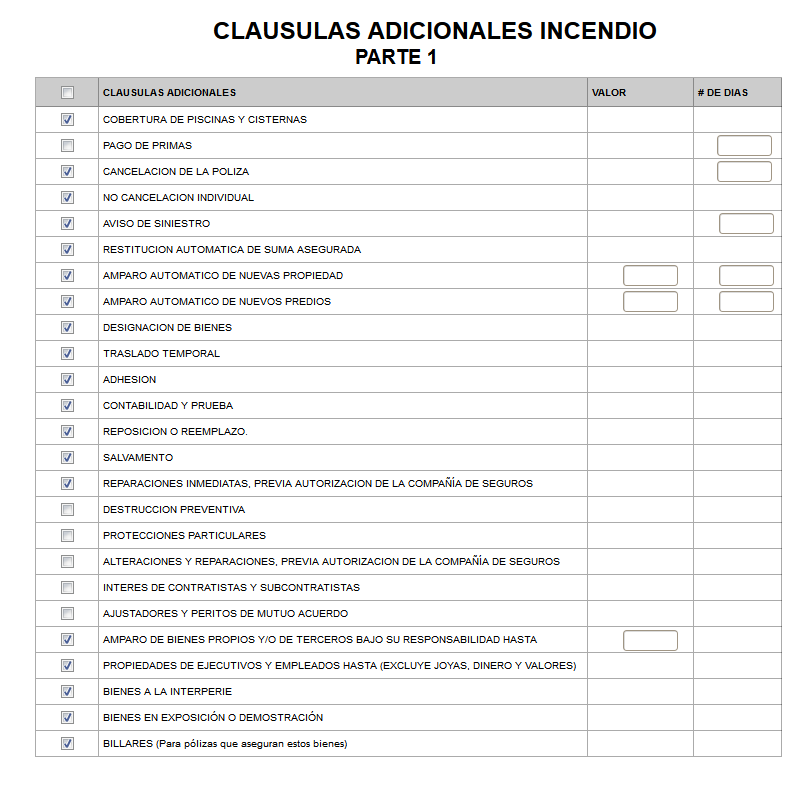 CLAUSULAS ADICIONALES INCENDIO
PARTE 1
CLAUSULAS ADICIONALES VALOR # DE DIAS
COBERTURA DE PISCINAS Y CISTERNAS
PAGO DE PRIMAS
CANCELACION DE LA POLIZA
NO CANCELACION INDIVIDUAL
AVISO DE SINIESTRO
RESTITUCION AUTOMATICA DE SUMA ASEGURADA
AMPARO AUTOMATICO DE NUEVAS PROPIEDAD
AMPARO AUTOMATICO DE NUEVOS PREDIOS
DESIGNACION DE BIENES
TRASLADO TEMPORAL
ADHESION
CONTABILIDAD Y PRUEBA
REPOSICION O REEMPLAZO.
SALVAMENTO
REPARACIONES INMEDIATAS, PREVIA AUTORIZACION DE LA COMPAÑÍA DE SEGUROS
DESTRUCCION PREVENTIVA
PROTECCIONES PARTICULARES
ALTERACIONES Y REPARACIONES, PREVIA AUTORIZACION DE LA COMPAÑÍA DE SEGUROS
INTERES DE CONTRATISTAS Y SUBCONTRATISTAS
AJUSTADORES Y PERITOS DE MUTUO ACUERDO
AMPARO DE BIENES PROPIOS Y/O DE TERCEROS BAJO SU RESPONSABILIDAD HASTA
PROPIEDADES DE EJECUTIVOS Y EMPLEADOS HASTA (EXCLUYE JOYAS, DINERO Y VALORES)
BIENES A LA INTERPERIE
BIENES EN EXPOSICIÓN O DEMOSTRACIÓN
BILLARES (Para pólizas que aseguran estos bienes)